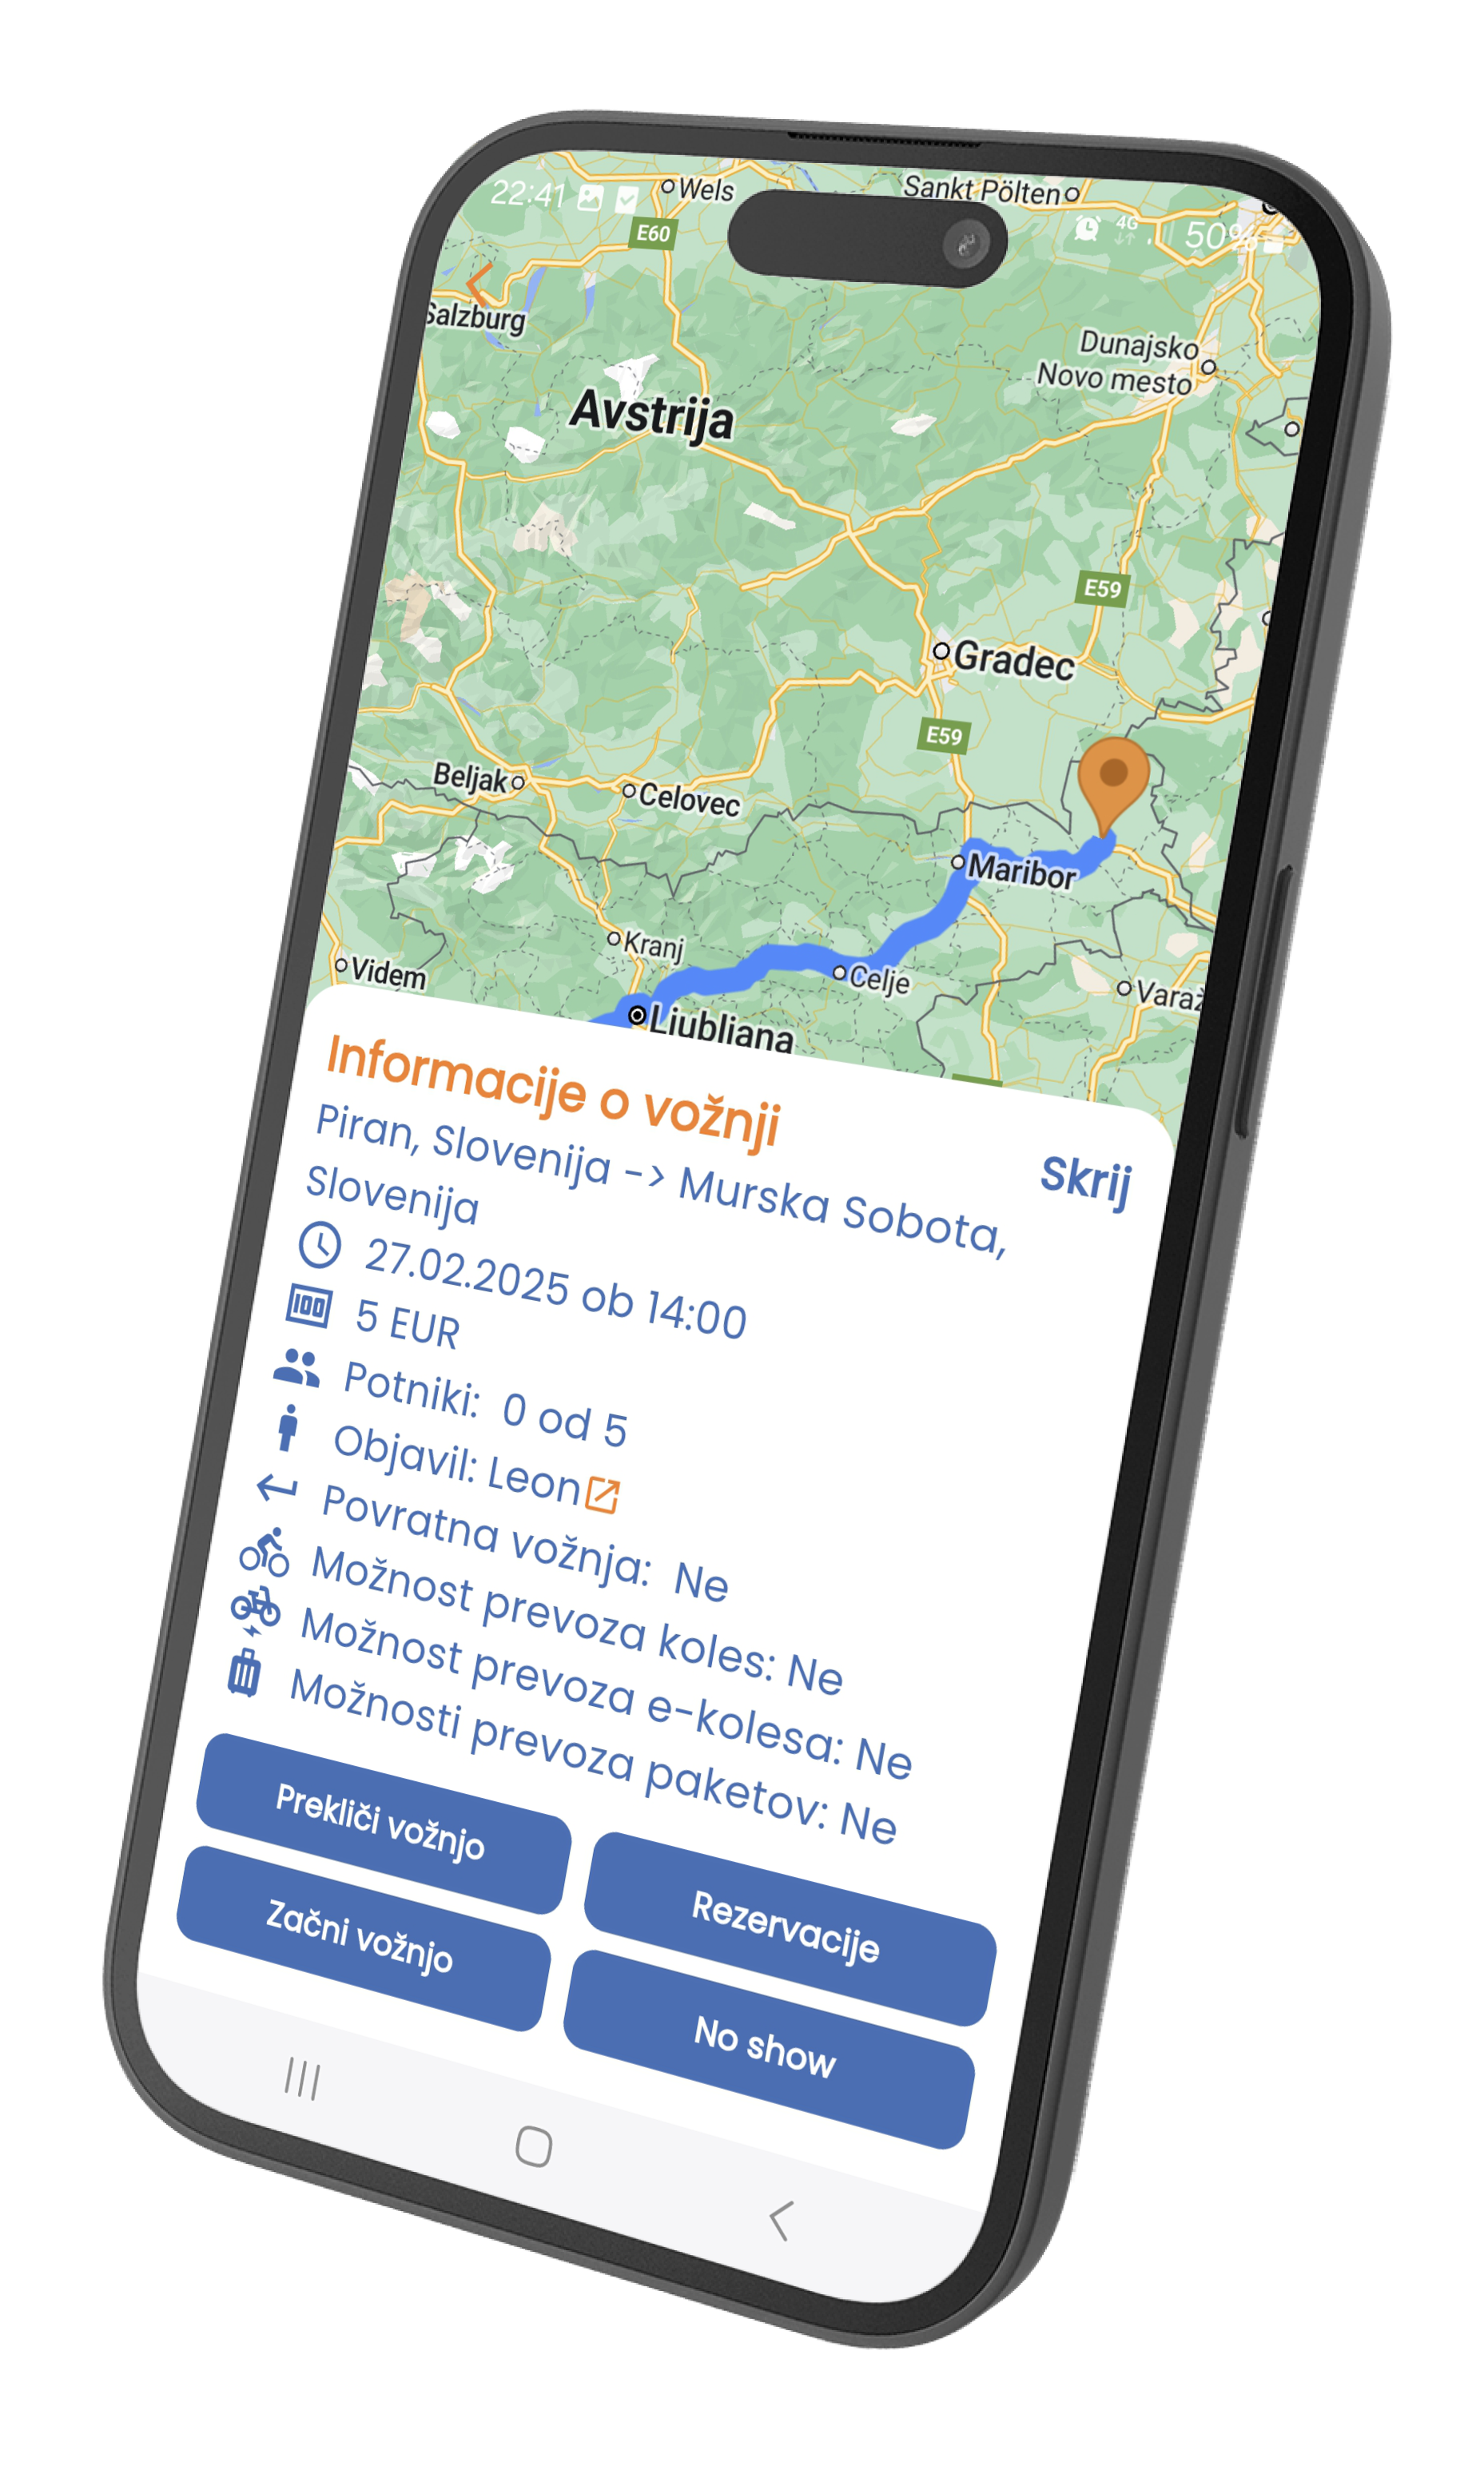 22:41
4G
50%
Wels
Sankt Pölten
E60
Salzburg
Dunajsko
Novo mesto
Avstrija
E59
Gradec
E59
Beljak
Celovec
Maribor
Kranj
Celje
Videm
Ljubljana
Informacije o vožnji
Skrij
Piran, Slovenija -> Murska Sobota,
Slovenija
27.02.2025 ob 14:00
100
5 EUR
Potniki: 0 od 5
Objavil: Leon
Povratna vožnja: Ne
Možnost prevoza koles: Ne
Možnost prevoza e-kolesa: Ne
Možnosti prevoza paketov: Ne
Prekliči vožnjo
Rezervacije
Začni vožnjo
No show